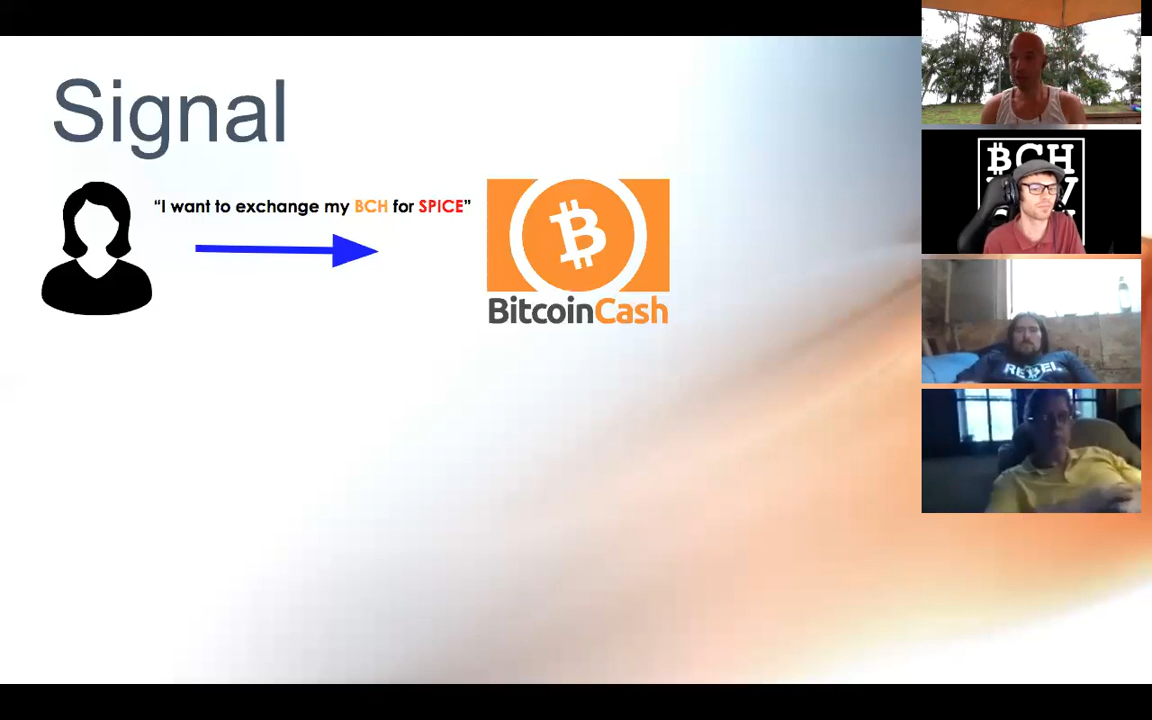 Signal
“I want to exchange my BCH for SPICE”
BitcoinCash
BCH
REBEL